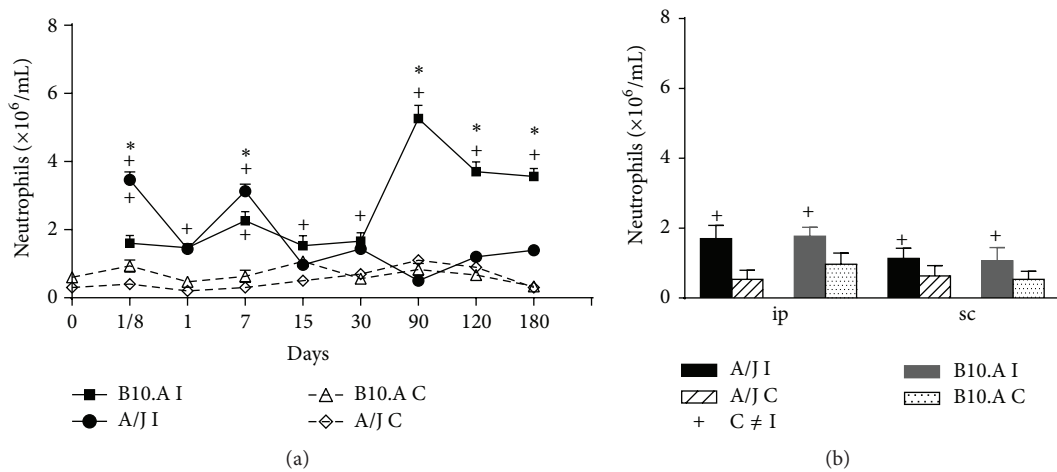 Neutrophils (×10⁶/mL)
8
6
4
2
0
* + +
+
* +
+
+
+
* +
* +
* +
0 1/8 1 7 15 30 90 120 180
Days
B10.A I
B10.A C
A/J I
A/J C
(a)
Neutrophils (×10⁶/mL)
8
6
4
2
0
+ + + +
ip sc
A/J I
B10.A I
A/J C
B10.A C
+ C ≠ I
(b)